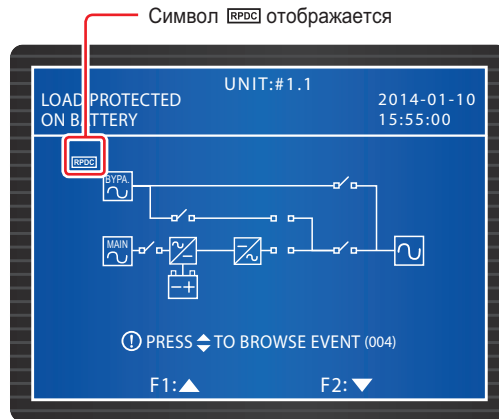 Символ RPDC отображается
UNIT:#1.1
LOAD PROTECTED
ON BATTERY
2014-01-10
15:55:00
RPDC
BYPA.
MAIN
PRESS TO BROWSE EVENT (004)
F1: F2: